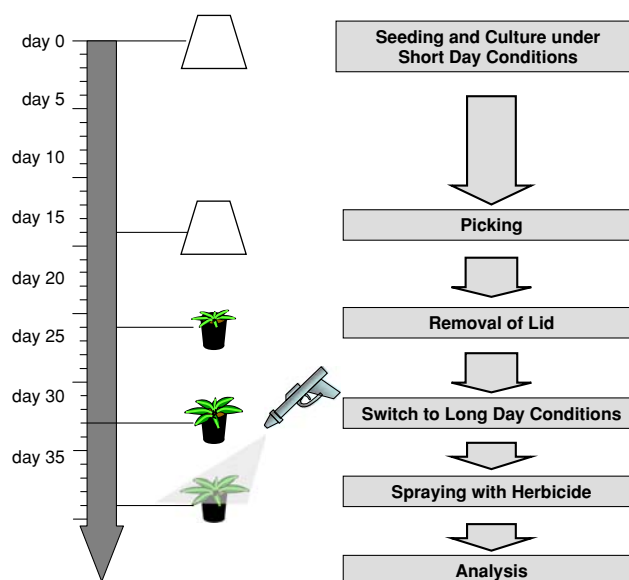 day 0
day 5
day 10
day 15
day 20
day 25
day 30
day 35
Seeding and Culture under
Short Day Conditions
Picking
Removal of Lid
Switch to Long Day Conditions
Spraying with Herbicide
Analysis